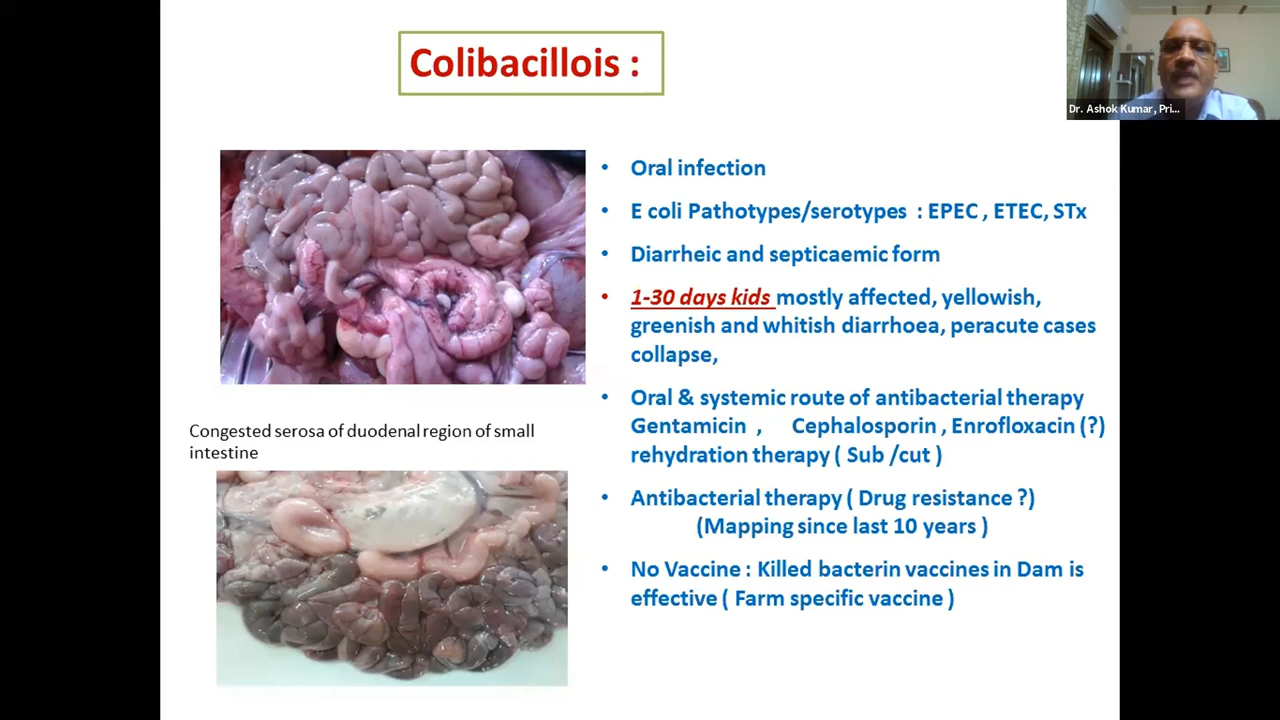 Colibacillois :
Dr. Ashok Kumar, Pri...
• Oral infection
• E coli Pathotypes/serotypes : EPEC , ETEC, STx
• Diarrheic and septicaemic form
• 1-30 days kids mostly affected, yellowish,
greenish and whitish diarrhoea, peracute cases
collapse,
• Oral & systemic route of antibacterial therapy
Gentamicin , Cephalosporin , Enrofloxacin (?)
rehydration therapy ( Sub /cut )
• Antibacterial therapy ( Drug resistance ?)
(Mapping since last 10 years )
• No Vaccine : Killed bacterin vaccines in Dam is
effective ( Farm specific vaccine )
Congested serosa of duodenal region of small
intestine